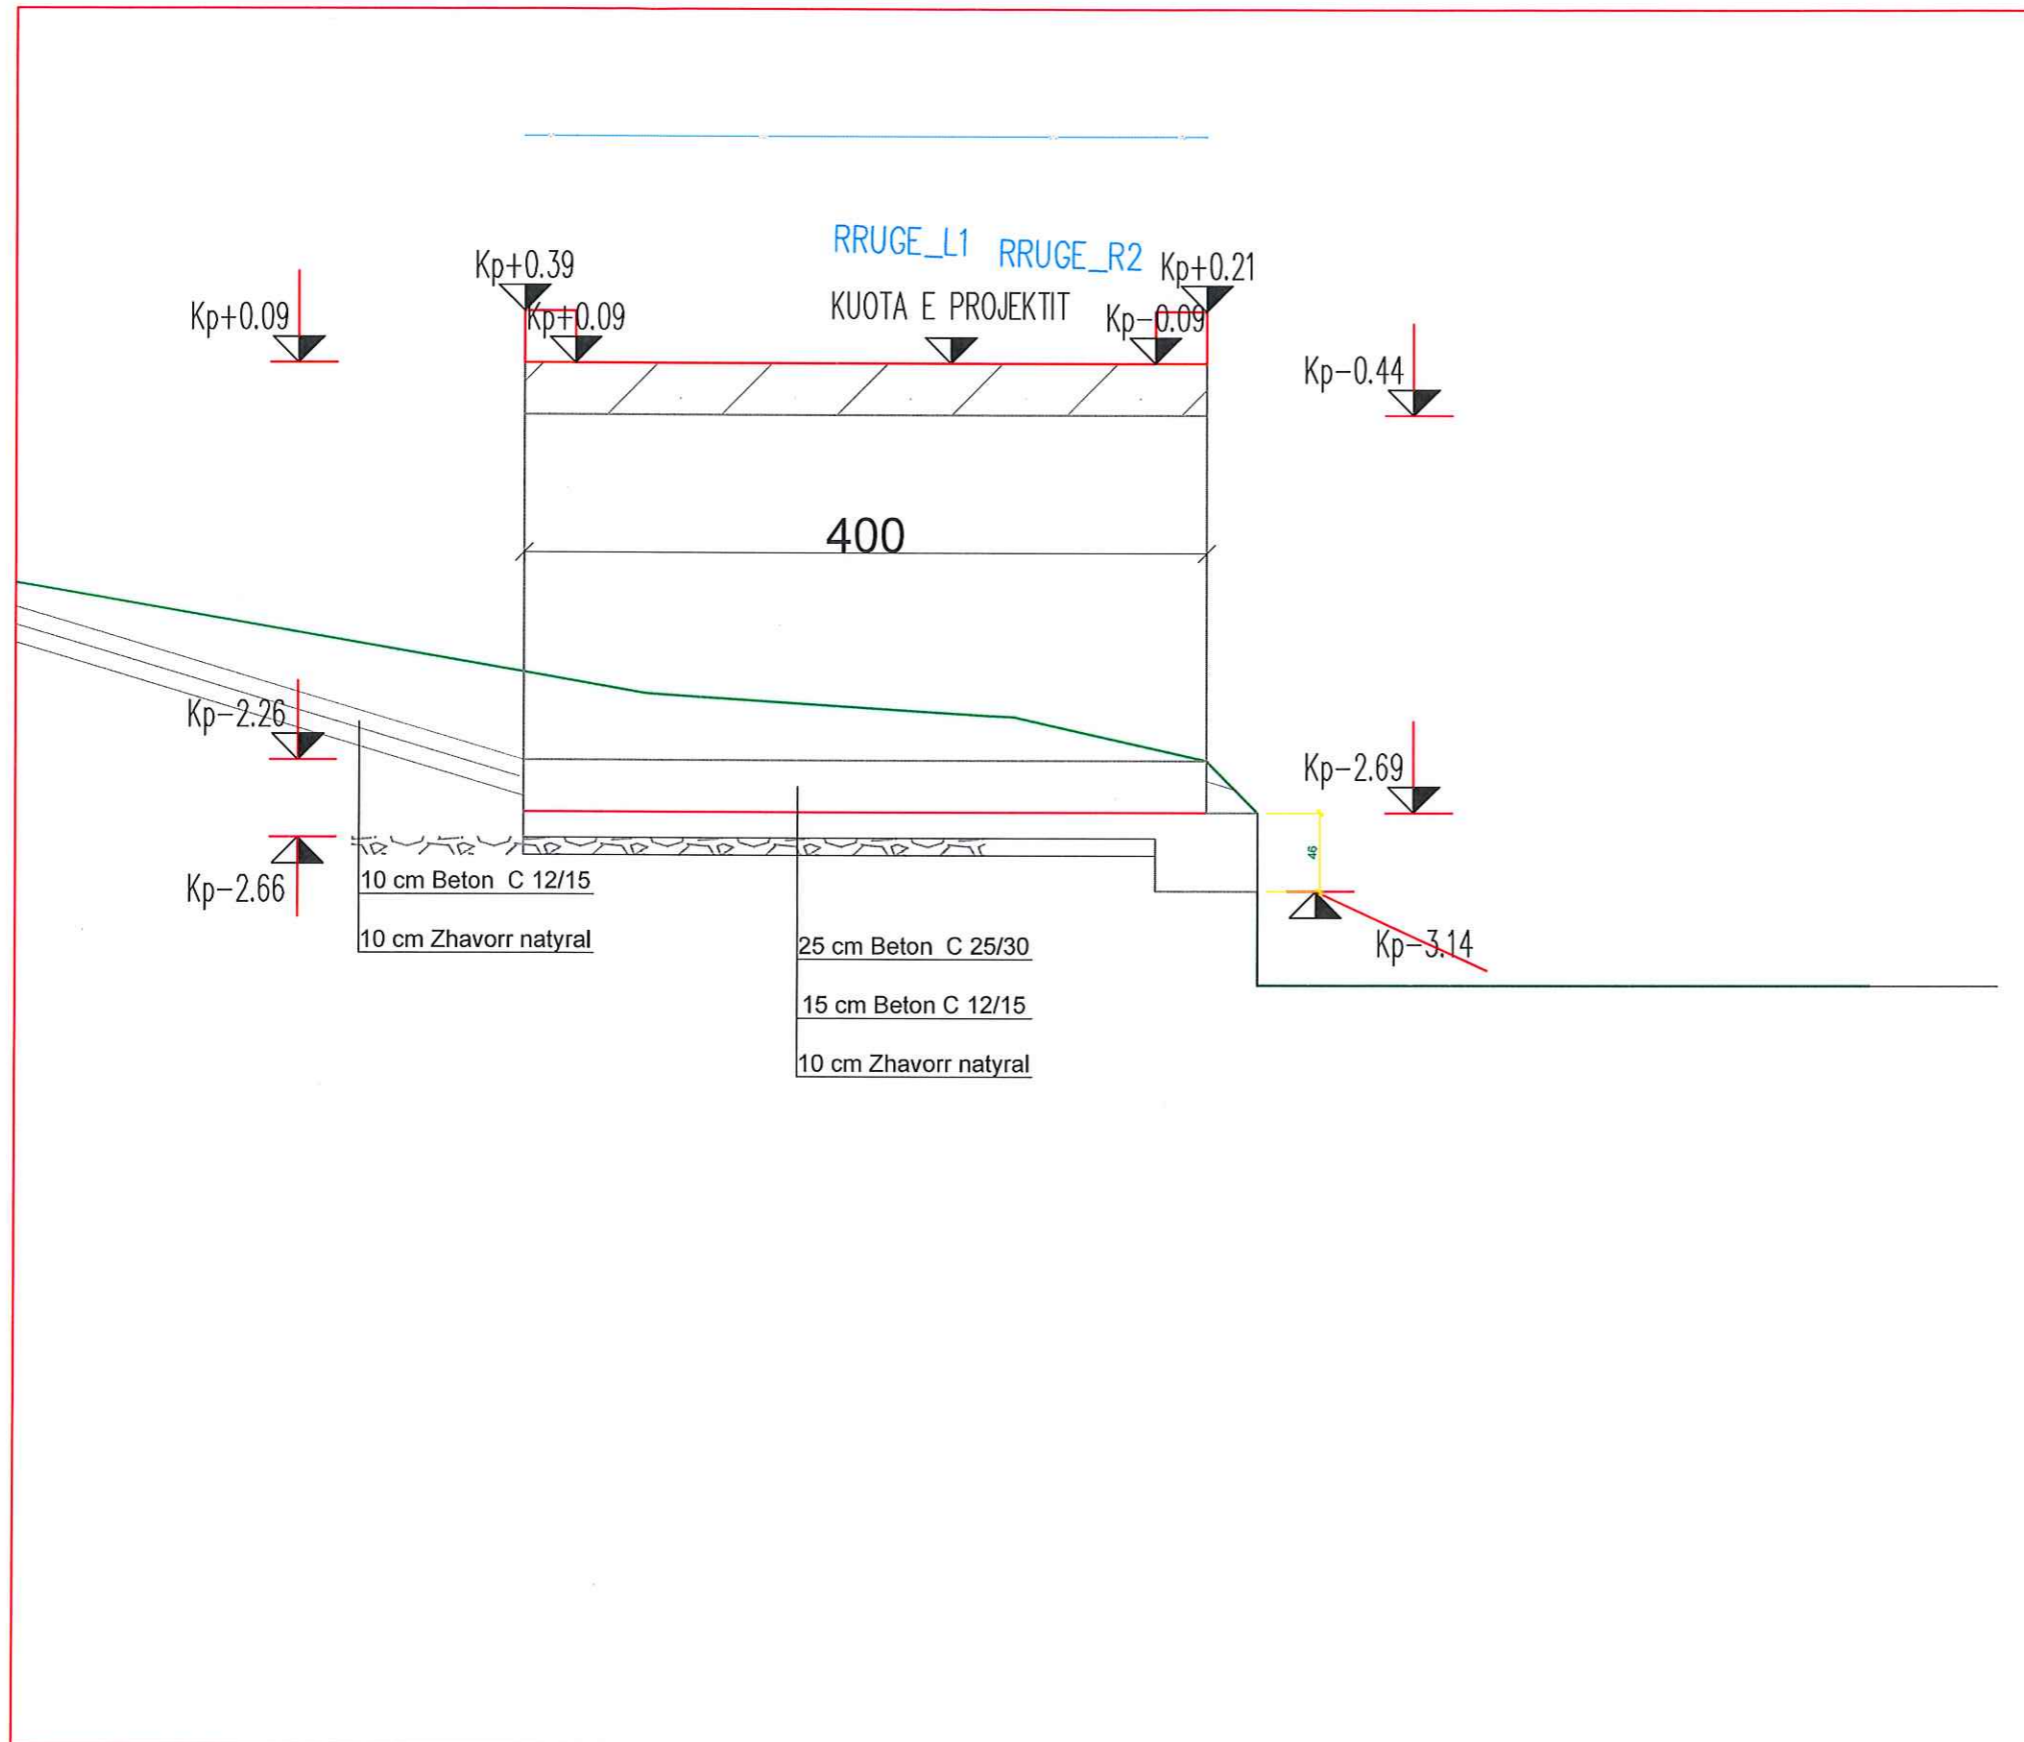 RRUGE_L1 RRUGE_R2
Kp+0.39
Kp+0.21
Kp+0.09
Kp+0.09
KUOTA E PROJEKTIT
Kp-0.09
Kp-0.44
400
Kp-2.26
Kp-2.69
46
Kp-2.66
10 cm Beton C 12/15
10 cm Zhavorr natyral
25 cm Beton C 25/30
15 cm Beton C 12/15
10 cm Zhavorr natyral
Kp-3.14